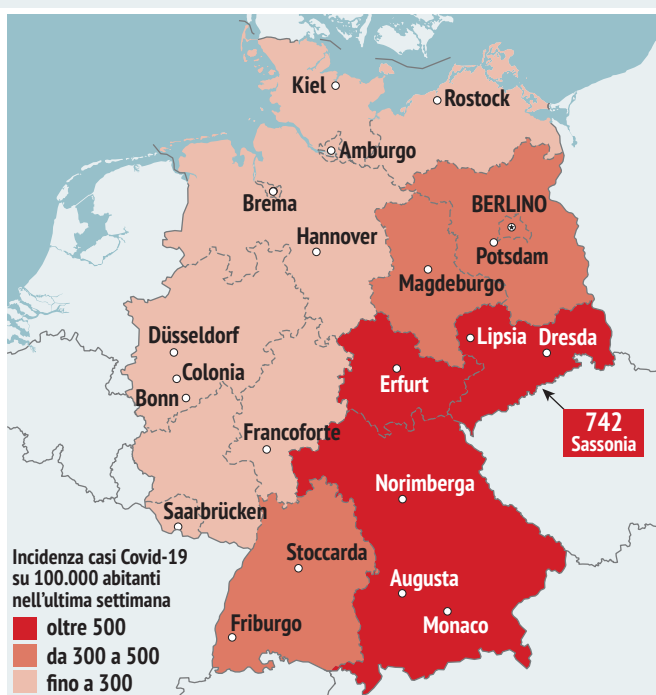 Kiel
Rostock
Amburgo
Brema
BERLINO
Hannover
Potsdam
Magdeburgo
Düsseldorf
Lipsia
Dresda
Colonia
Erfurt
Bonn
742
Sassonia
Francoforte
Norimberga
Saarbrücken
Stoccarda
Augusta
Monaco
Friburgo
Incidenza casi Covid-19
su 100.000 abitanti
nell'ultima settimana
oltre 500
da 300 a 500
fino a 300